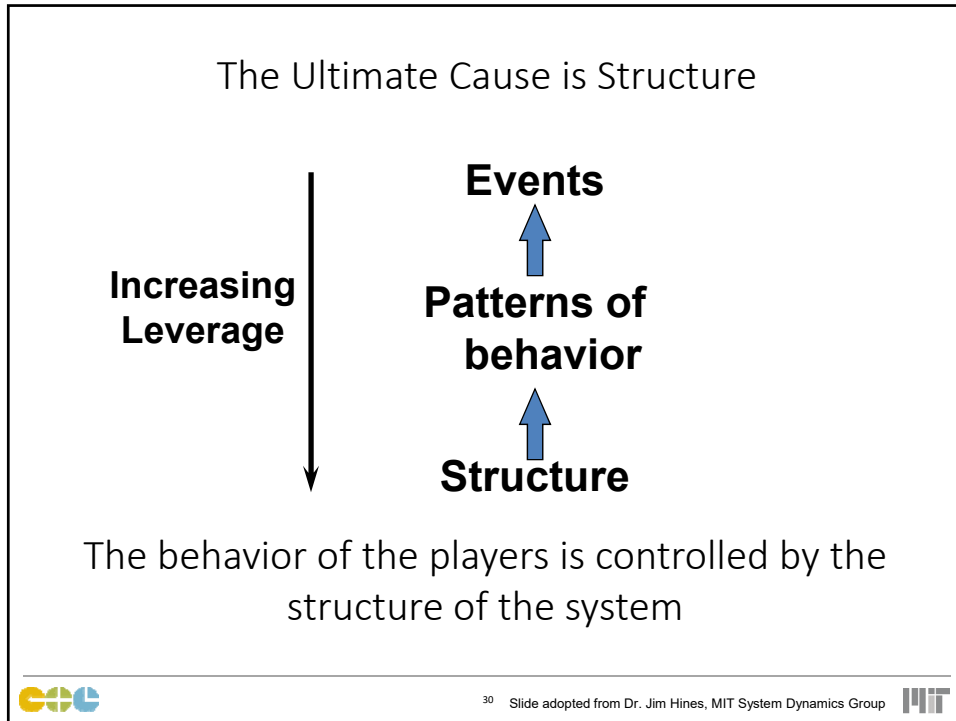 The Ultimate Cause is Structure
Events
Increasing
Leverage
Patterns of
behavior
Structure
The behavior of the players is controlled by the
structure of the system
30 Slide adopted from Dr. Jim Hines, MIT System Dynamics Group